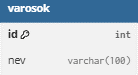 varosok
id int
nev varchar(100)